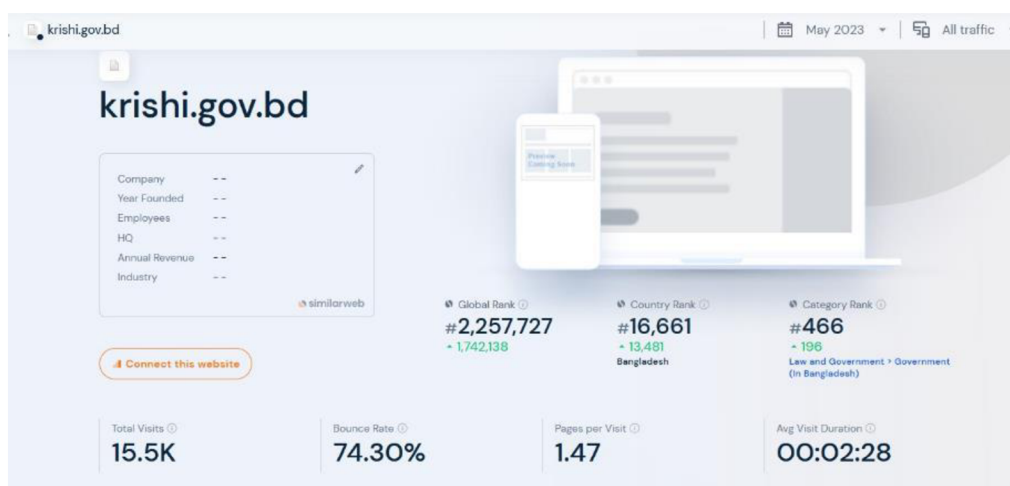 krishi.gov.bd
May 2023
All traffic
krishi.gov.bd
Company --
Year Founded --
Employees --
HQ --
Annual Revenue --
Industry --
similarweb
Connect this website
Preview
Coming Soon
Global Rank
#2,257,727
1,742,138
Country Rank
#16,661
13,481
Bangladesh
Category Rank
#466
196
Law and Government > Government
(In Bangladesh)
Total Visits
15.5K
Bounce Rate
74.30%
Pages per Visit
1.47
Avg Visit Duration
00:02:28